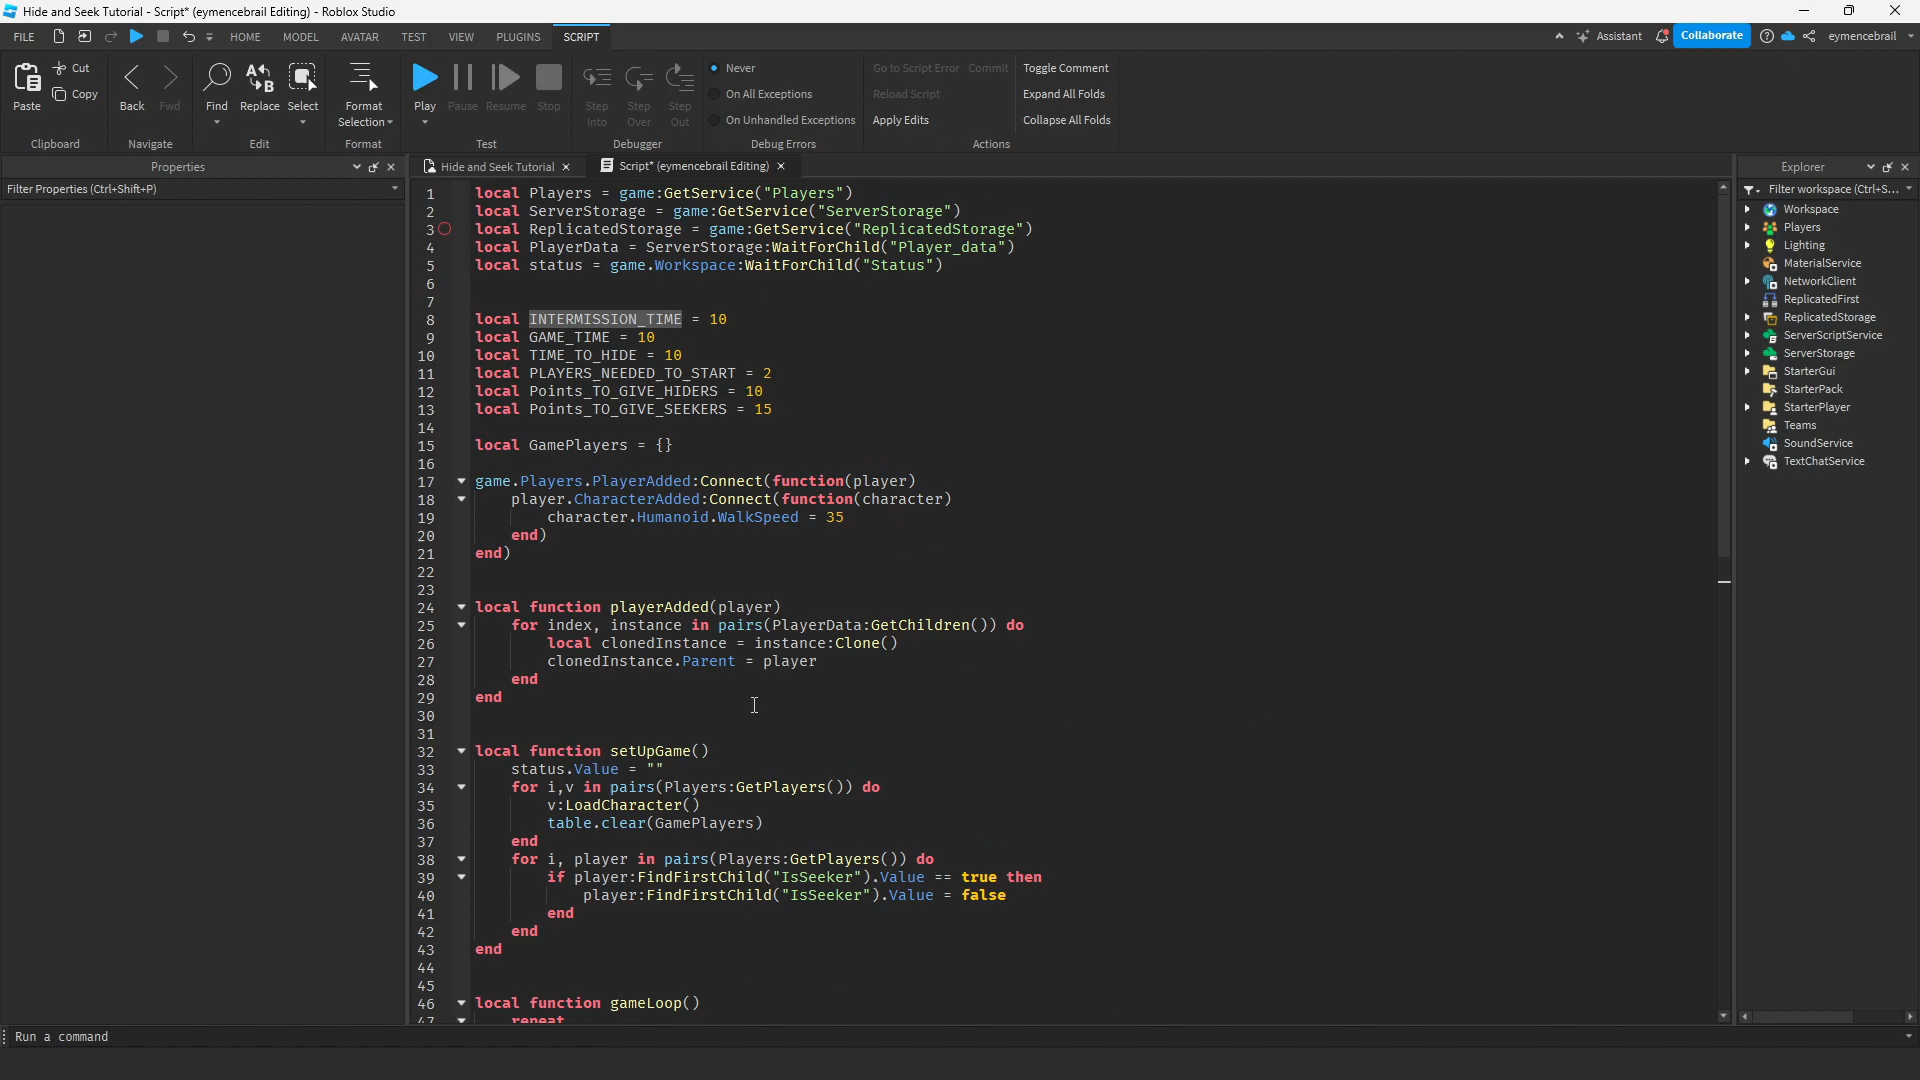 Hide and Seek Tutorial - Script* (eymencebrail Editing) - Roblox Studio
FILE HOME MODEL AVATAR TEST VIEW PLUGINS SCRIPT Assistant Collaborate eymencebrail
Paste Cut Copy Back Fwd Find Replace Select Format Selection Play Pause Resume Stop Step Into Step Over Step Out
Never
On All Exceptions
On Unhandled Exceptions
Go to Script Error Commit
Reload Script
Apply Edits
Toggle Comment
Expand All Folds
Collapse All Folds
Clipboard Navigate Edit Format Test Debugger Debug Errors Actions
Properties
Filter Properties (Ctrl+Shift+P)
Hide and Seek Tutorial Script* (eymencebrail Editing)
1 local Players = game:GetService("Players")
2 local ServerStorage = game:GetService("ServerStorage")
3 local ReplicatedStorage = game:GetService("ReplicatedStorage")
4 local PlayerData = ServerStorage:WaitForChild("Player_data")
5 local status = game.Workspace:WaitForChild("Status")
6
7
8 local INTERMISSION_TIME = 10
9 local GAME_TIME = 10
10 local TIME_TO_HIDE = 10
11 local PLAYERS_NEEDED_TO_START = 2
12 local Points_TO_GIVE_HIDERS = 10
13 local Points_TO_GIVE_SEEKERS = 15
14
15 local GamePlayers = {}
16
17 game.Players.PlayerAdded:Connect(function(player)
18 player.CharacterAdded:Connect(function(character)
19 character.Humanoid.WalkSpeed = 35
20 end)
21 end)
22
23
24 local function playerAdded(player)
25 for index, instance in pairs(PlayerData:GetChildren()) do
26 local clonedInstance = instance:Clone()
27 clonedInstance.Parent = player
28 end
29 end
30
31
32 local function setUpGame()
33 status.Value = ""
34 for i,v in pairs(Players:GetPlayers()) do
35 v:LoadCharacter()
36 table.clear(GamePlayers)
37 end
38 for i, player in pairs(Players:GetPlayers()) do
39 if player:FindFirstChild("IsSeeker").Value == true then
40 player:FindFirstChild("IsSeeker").Value = false
41 end
42 end
43 end
44
45
46 local function gameLoop()
47 repeat
Explorer
Filter workspace (Ctrl+S...
Workspace
Players
Lighting
MaterialService
NetworkClient
ReplicatedFirst
ReplicatedStorage
ServerScriptService
ServerStorage
StarterGui
StarterPack
StarterPlayer
Teams
SoundService
TextChatService
Run a command